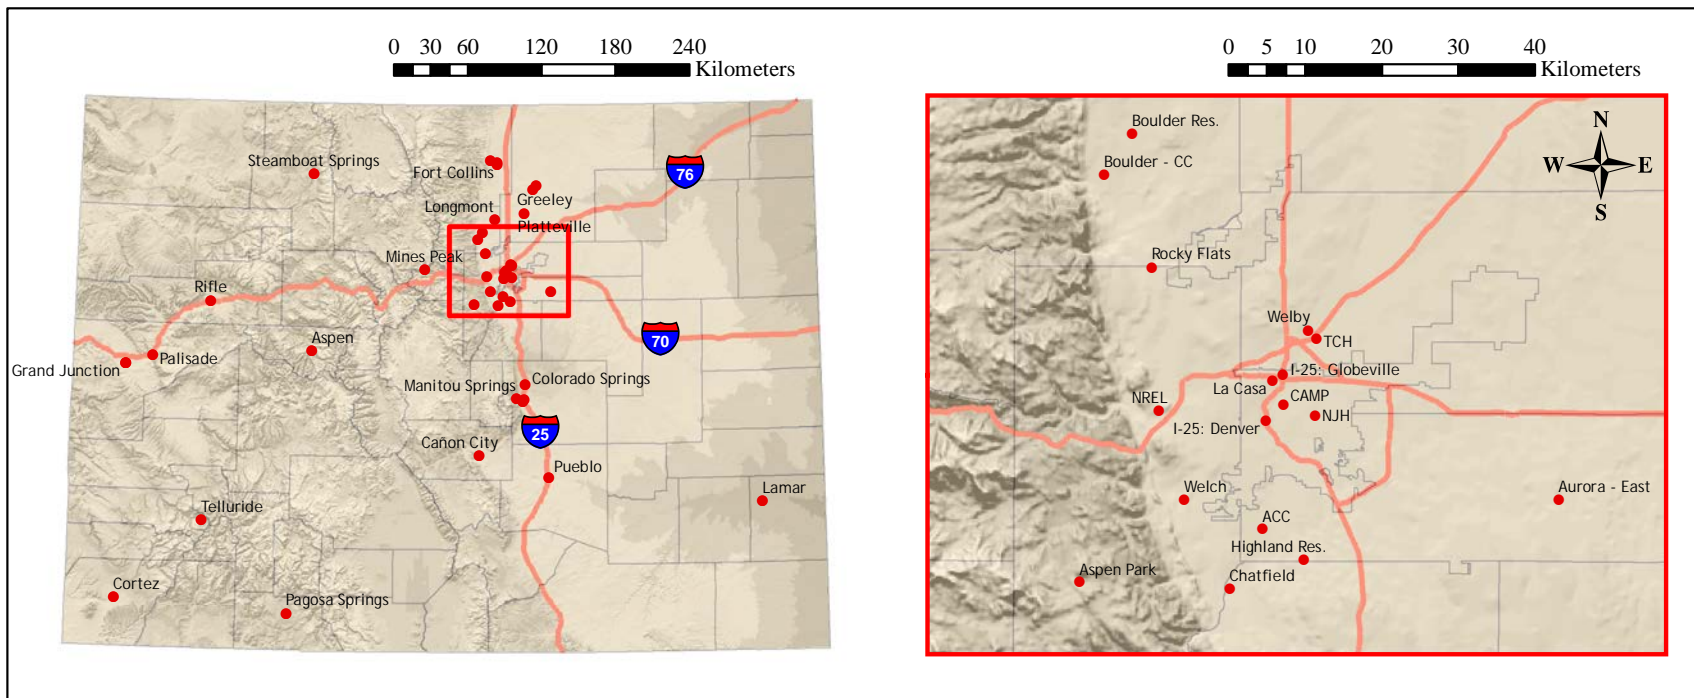 0 30 60 120 180 240
Kilometers
Steamboat Springs
Fort Collins
76
Greeley
Longmont
Platteville
Mines Peak
Rifle
70
Aspen
Palisade
Grand Junction
Manitou Springs
Colorado Springs
25
Cañon City
Pueblo
Lamar
Telluride
Cortez
Pagosa Springs
0 5 10 20 30 40
Kilometers
N
W E
S
Boulder Res.
Boulder - CC
Rocky Flats
Welby
TCH
I-25: Globeville
La Casa
NREL
CAMP
NJH
I-25: Denver
Welch
Aurora - East
ACC
Highland Res.
Aspen Park
Chatfield